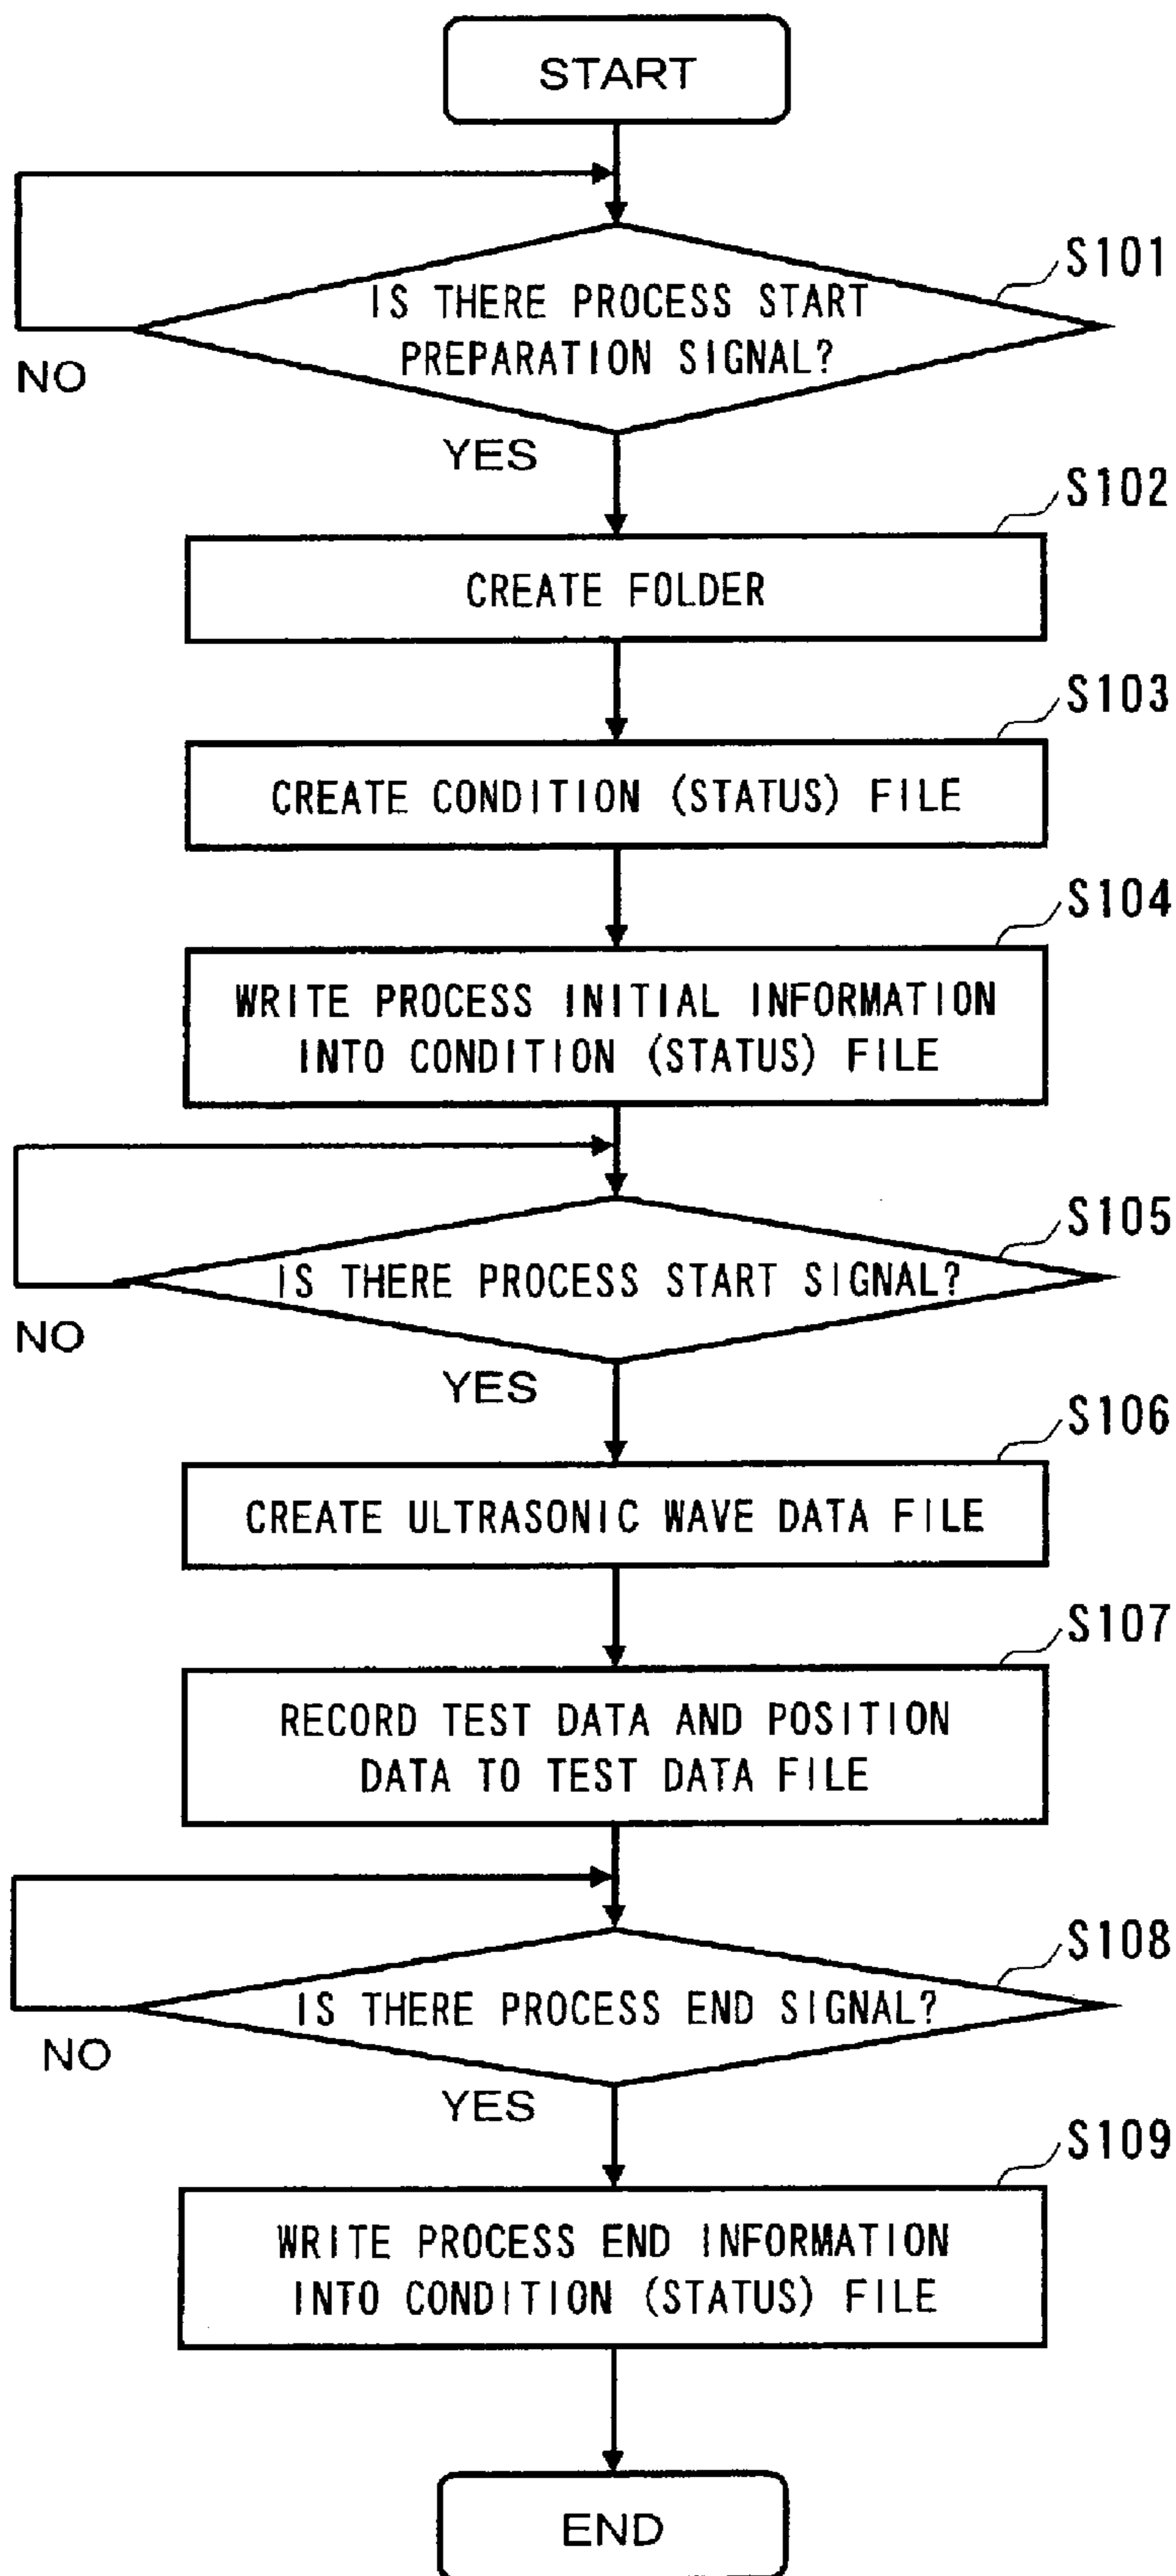 START
S101
IS THERE PROCESS START
PREPARATION SIGNAL?
NO
YES
S102
CREATE FOLDER
S103
CREATE CONDITION (STATUS) FILE
S104
WRITE PROCESS INITIAL INFORMATION
INTO CONDITION (STATUS) FILE
S105
IS THERE PROCESS START SIGNAL?
NO
YES
S106
CREATE ULTRASONIC WAVE DATA FILE
S107
RECORD TEST DATA AND POSITION
DATA TO TEST DATA FILE
S108
IS THERE PROCESS END SIGNAL?
NO
YES
S109
WRITE PROCESS END INFORMATION
INTO CONDITION (STATUS) FILE
END